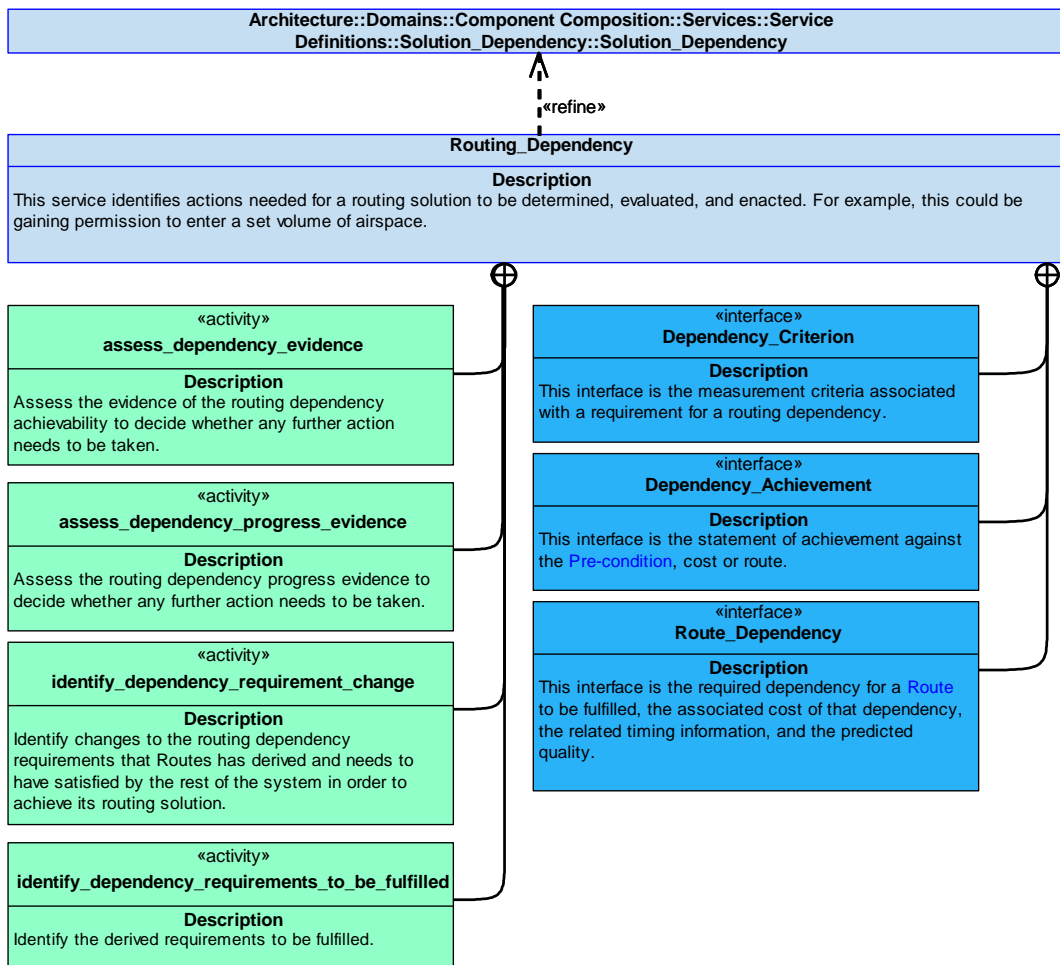 Architecture::Domains::Component Composition::Services::Service
Definitions::Solution_Dependency::Solution_Dependency
«refine»
Routing_Dependency
Description
This service identifies actions needed for a routing solution to be determined, evaluated, and enacted. For example, this could be
gaining permission to enter a set volume of airspace.
«activity»
assess_dependency_evidence
Description
Assess the evidence of the routing dependency
achievability to decide whether any further action
needs to be taken.
«activity»
assess_dependency_progress_evidence
Description
Assess the routing dependency progress evidence to
decide whether any further action needs to be taken.
«activity»
identify_dependency_requirement_change
Description
Identify changes to the routing dependency
requirements that Routes has derived and needs to
have satisfied by the rest of the system in order to
achieve its routing solution.
«activity»
identify_dependency_requirements_to_be_fulfilled
Description
Identify the derived requirements to be fulfilled.
«interface»
Dependency_Criterion
Description
This interface is the measurement criteria associated
with a requirement for a routing dependency.
«interface»
Dependency_Achievement
Description
This interface is the statement of achievement against
the Pre-condition, cost or route.
«interface»
Route_Dependency
Description
This interface is the required dependency for a Route
to be fulfilled, the associated cost of that dependency,
the related timing information, and the predicted
quality.